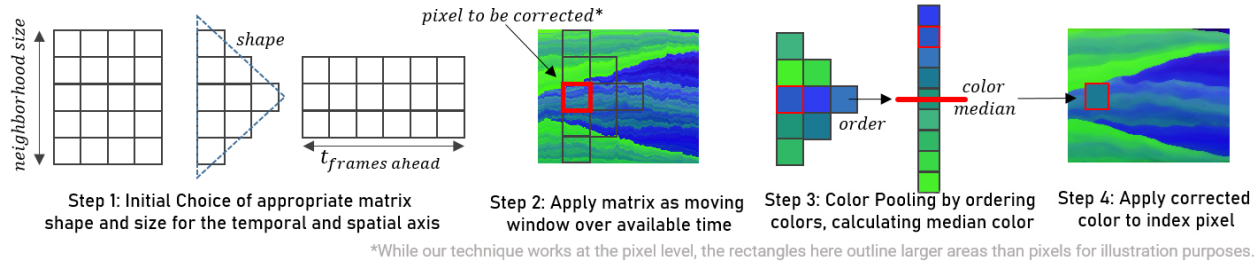 neighborhood size
shape
t frames ahead
Step 1: Initial Choice of appropriate matrix
shape and size for the temporal and spatial axis
pixel to be corrected*
Step 2: Apply matrix as moving
window over available time
order
Step 3: Color Pooling by ordering
colors, calculating median color
color
median
Step 4: Apply corrected
color to index pixel
*While our technique works at the pixel level, the rectangles here outline larger areas than pixels for illustration purposes.